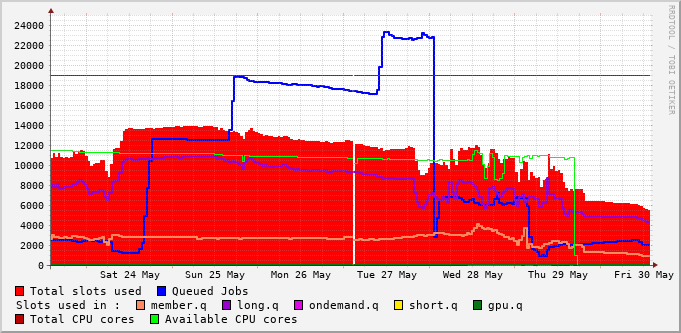 RRDTOOL / TOBI OETIKER
24000
22000
20000
18000
16000
14000
12000
10000
8000
6000
4000
2000
0
Sat 24 May Sun 25 May Mon 26 May Tue 27 May Wed 28 May Thu 29 May Fri 30 May
Total slots used Queued Jobs
Slots used in : member.q long.q ondemand.q short.q gpu.q
Total CPU cores Available CPU cores